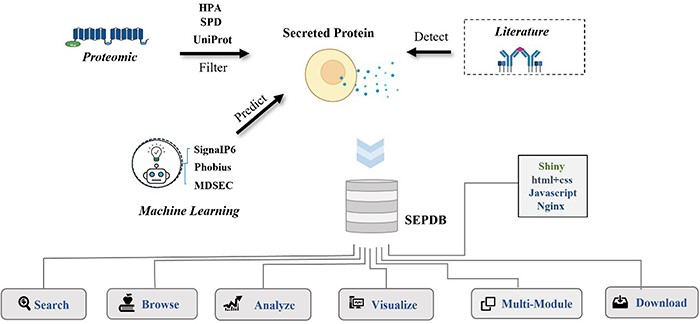 HPA
SPD
UniProt
Filter
Proteomic
Secreted Protein
Detect
Literature
Predict
SignaIP6
Phobius
MDSEC
Machine Learning
SEPDB
Shiny
html+css
Javascript
Nginx
Search
Browse
Analyze
Visualize
Multi-Module
Download